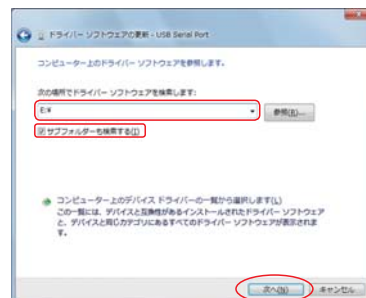 ドライバー ソフトウェアの更新 - USB Serial Port
コンピューター上のドライバー ソフトウェアを参照します。
次の場所でドライバー ソフトウェアを検索します:
E:¥
参照(R)...
サブフォルダーも検索する(I)
コンピューター上のデバイス ドライバーの一覧から選択します(L)
この一覧には、デバイスと互換性があるインストールされたドライバー ソフトウェア
と、デバイスと同じカテゴリにあるすべてのドライバー ソフトウェアが表示されま
す。
次へ(N)
キャンセル